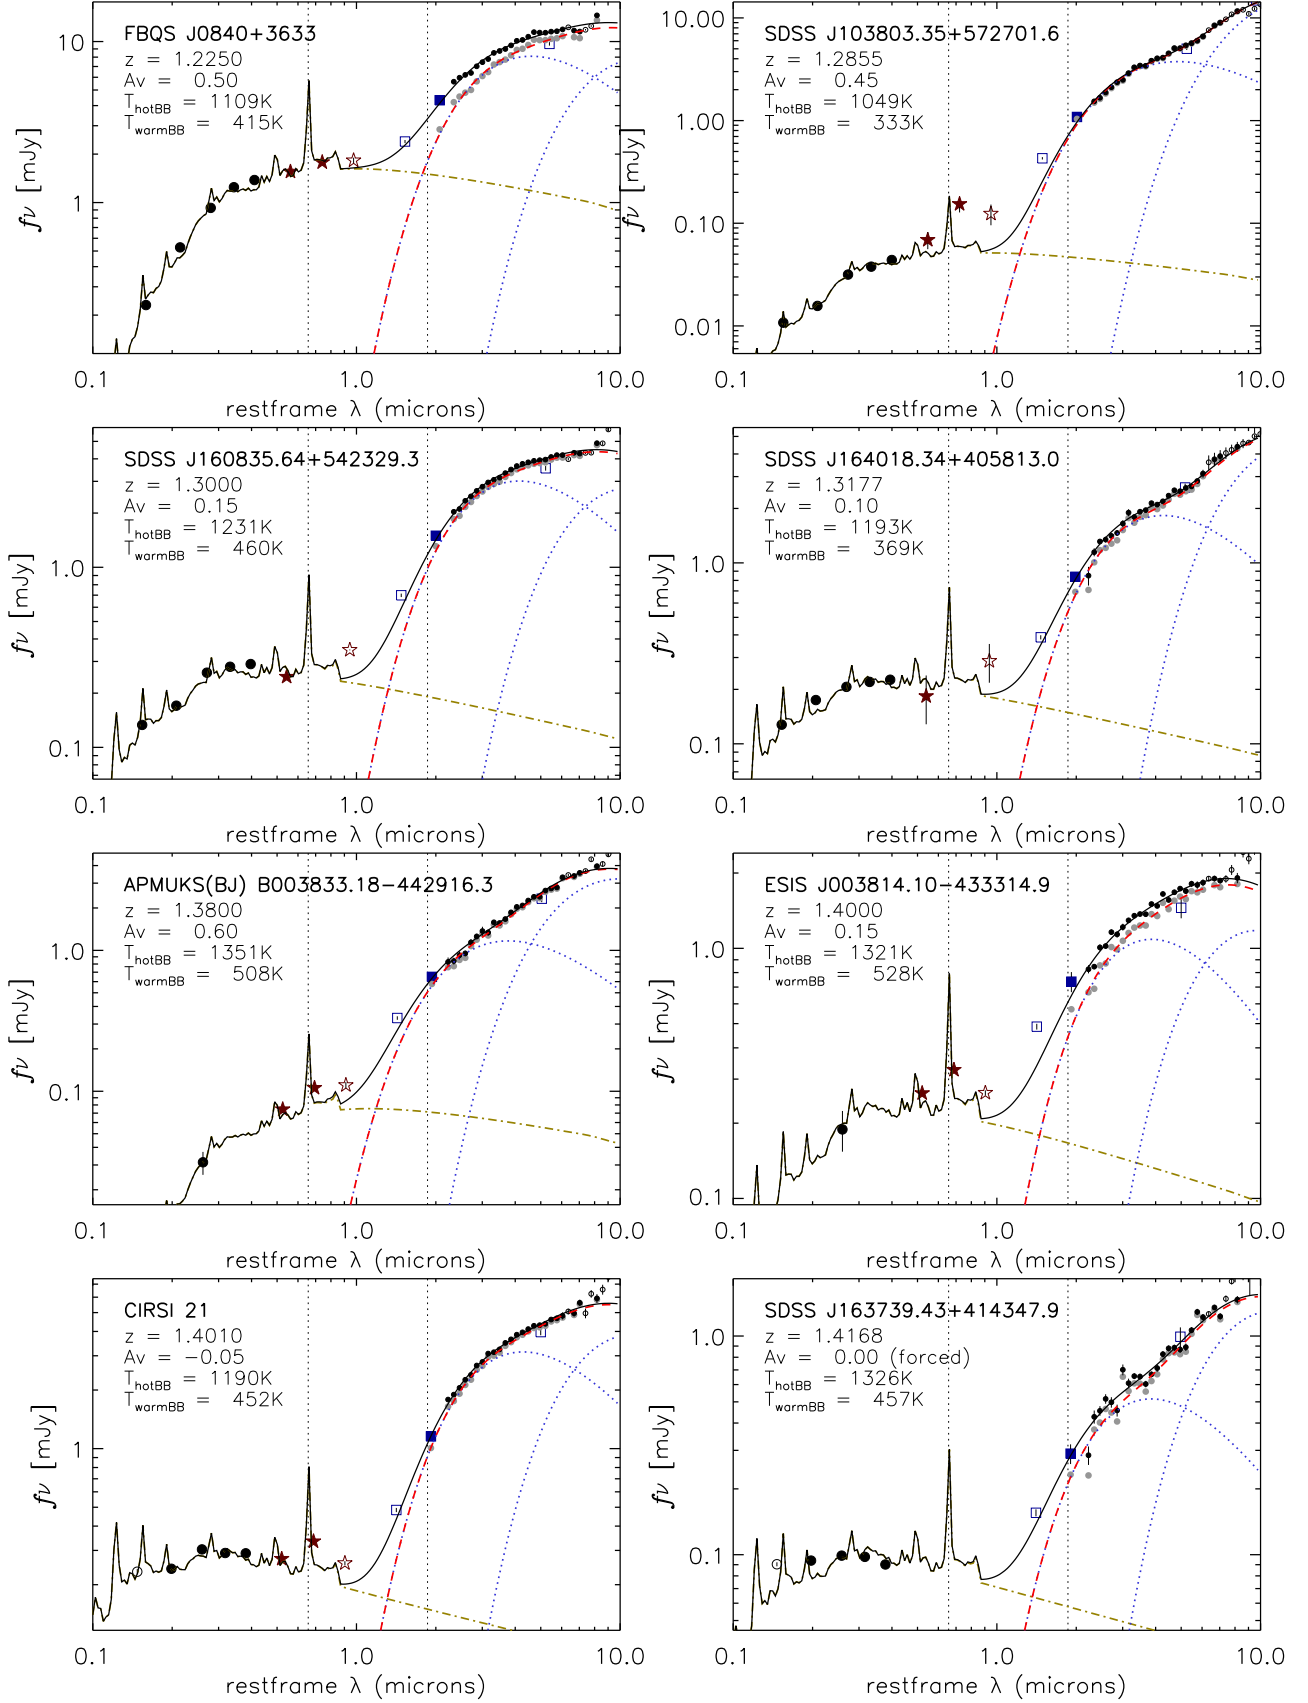 FBQS J0840+3633
z = 1.2250
Av = 0.50
ThotBB = 1109K
TwarmBB = 415K
10
1
fν [mJy]
0.1 1.0 10.0
restframe λ (microns)
SDSS J103803.35+572701.6
z = 1.2855
Av = 0.45
ThotBB = 1049K
TwarmBB = 333K
10.00
1.00
0.10
0.01
fν [mJy]
0.1 1.0 10.0
restframe λ (microns)
SDSS J160835.64+542329.3
z = 1.3000
Av = 0.15
ThotBB = 1231K
TwarmBB = 460K
1.0
0.1
fν [mJy]
0.1 1.0 10.0
restframe λ (microns)
SDSS J164018.34+405813.0
z = 1.3177
Av = 0.10
ThotBB = 1193K
TwarmBB = 369K
1.0
0.1
fν [mJy]
0.1 1.0 10.0
restframe λ (microns)
APMUKS(BJ) B003833.18−442916.3
z = 1.3800
Av = 0.60
ThotBB = 1351K
TwarmBB = 508K
1.0
0.1
fν [mJy]
0.1 1.0 10.0
restframe λ (microns)
ESIS J003814.10−433314.9
z = 1.4000
Av = 0.15
ThotBB = 1321K
TwarmBB = 528K
1.0
0.1
fν [mJy]
0.1 1.0 10.0
restframe λ (microns)
CIRSI 21
z = 1.4010
Av = −0.05
ThotBB = 1190K
TwarmBB = 452K
1
fν [mJy]
0.1 1.0 10.0
restframe λ (microns)
SDSS J163739.43+414347.9
z = 1.4168
Av = 0.00 (forced)
ThotBB = 1326K
TwarmBB = 457K
1.0
0.1
fν [mJy]
0.1 1.0 10.0
restframe λ (microns)